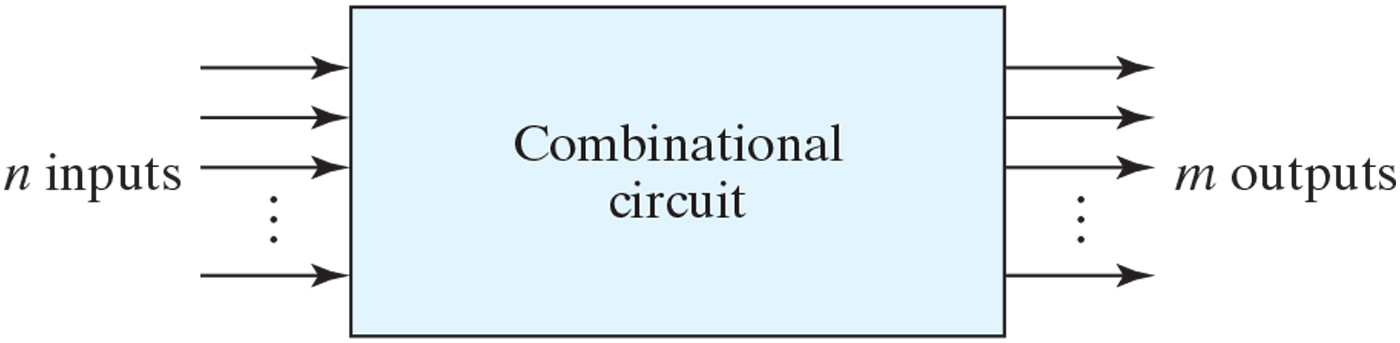 n inputs
Combinational
circuit
m outputs